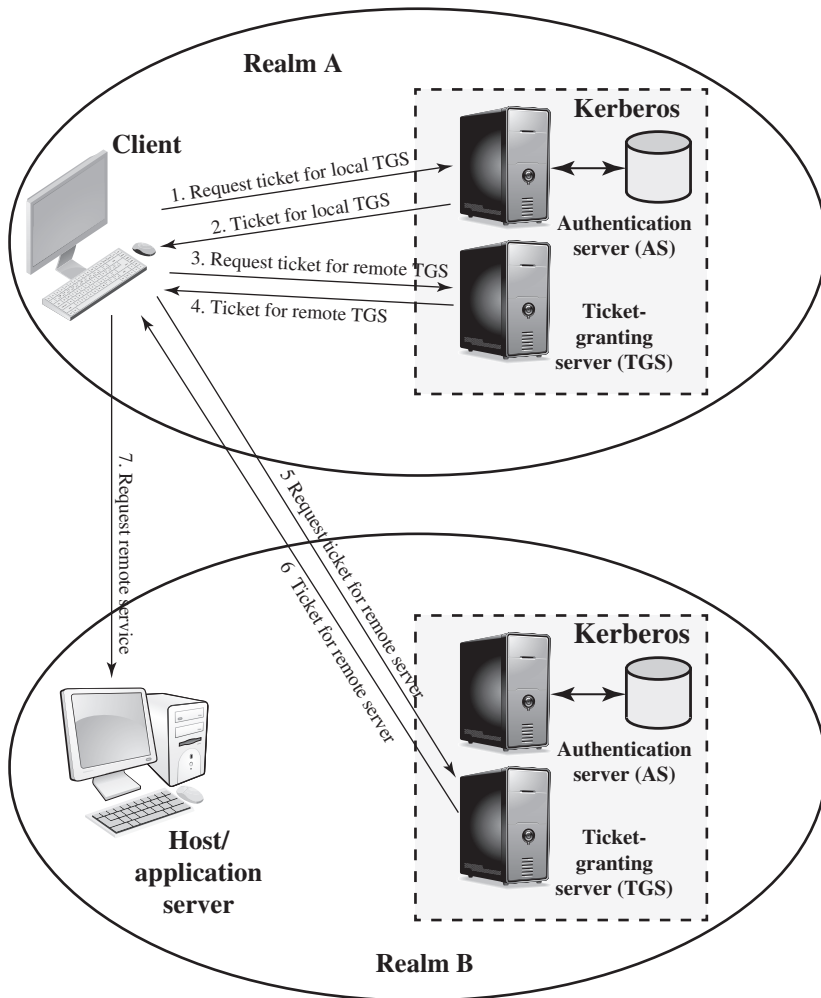 Realm A
Kerberos
Client
1. Request ticket for local TGS
2. Ticket for local TGS
Authentication
server (AS)
3. Request ticket for remote TGS
4. Ticket for remote TGS
Ticket-
granting
server (TGS)
7. Request remote service
5 Request ticket for remote server
6 Ticket for remote server
Kerberos
Authentication
server (AS)
Host/
application
server
Ticket-
granting
server (TGS)
Realm B